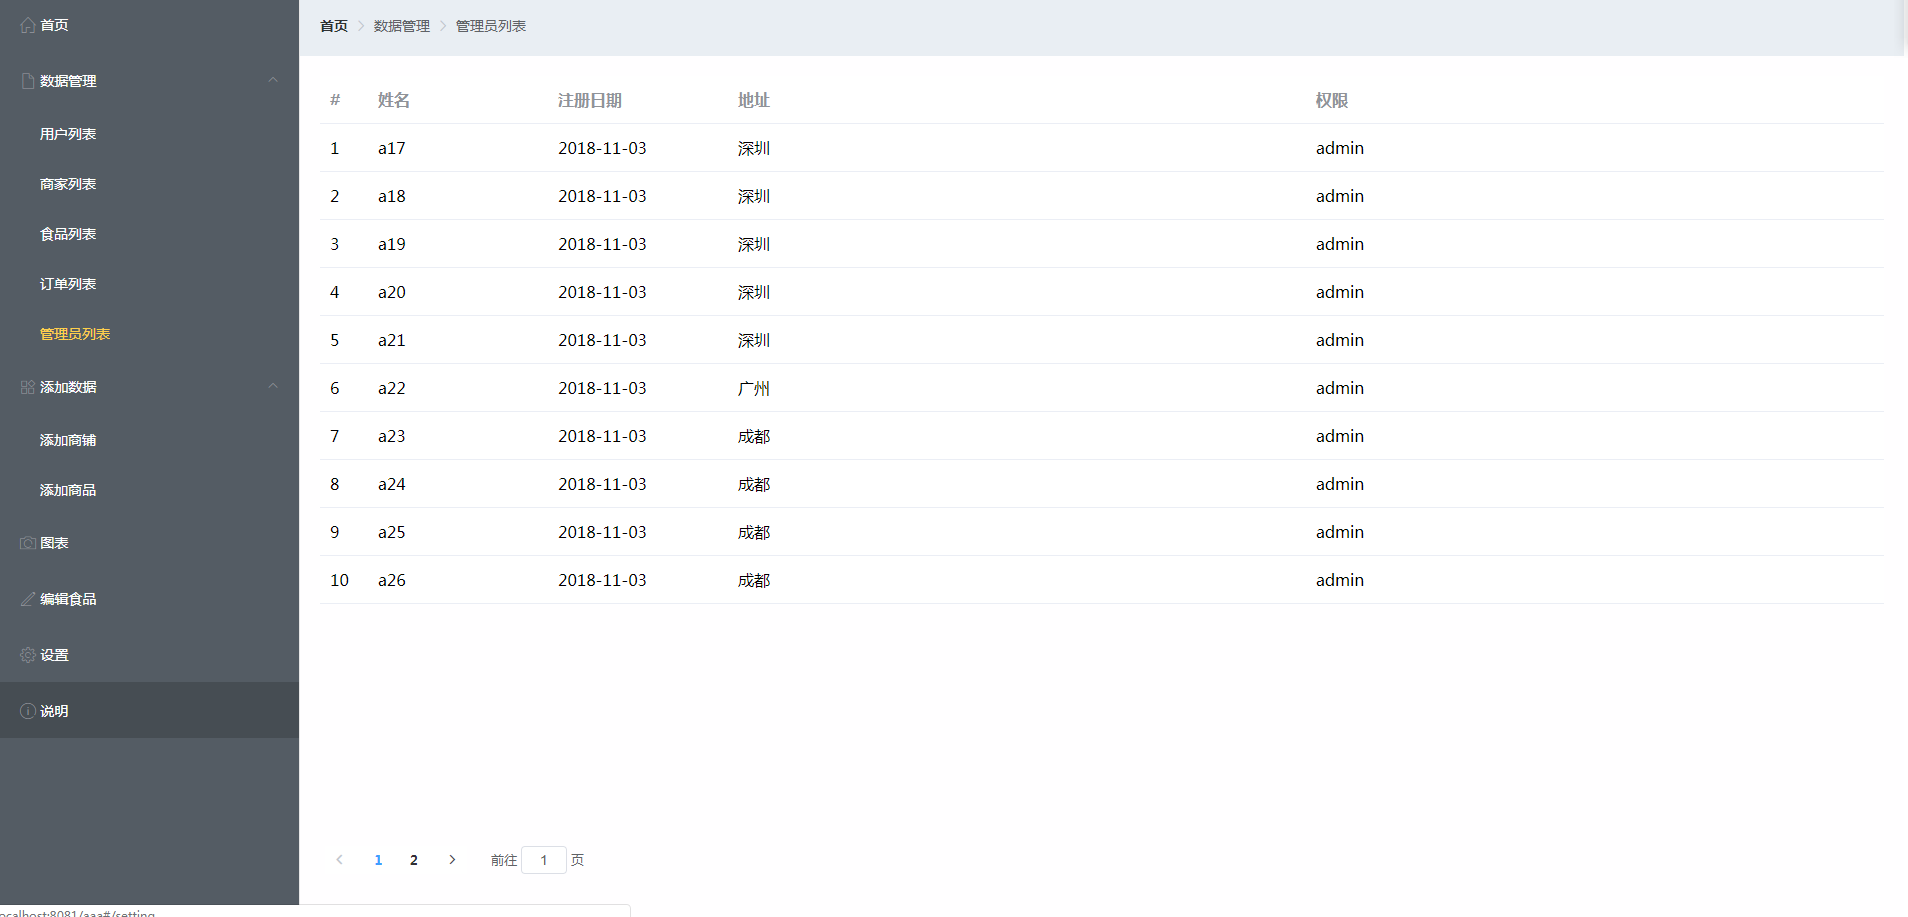 首页
数据管理
用户列表
商家列表
食品列表
订单列表
管理员列表
添加数据
添加商铺
添加商品
图表
编辑食品
设置
说明
首页 数据管理 管理员列表
# 姓名 注册日期 地址 权限
1 a17 2018-11-03 深圳 admin
2 a18 2018-11-03 深圳 admin
3 a19 2018-11-03 深圳 admin
4 a20 2018-11-03 深圳 admin
5 a21 2018-11-03 深圳 admin
6 a22 2018-11-03 广州 admin
7 a23 2018-11-03 成都 admin
8 a24 2018-11-03 成都 admin
9 a25 2018-11-03 成都 admin
10 a26 2018-11-03 成都 admin
1 2 前往 1 页
ocalhost:8081/aaa#/setting